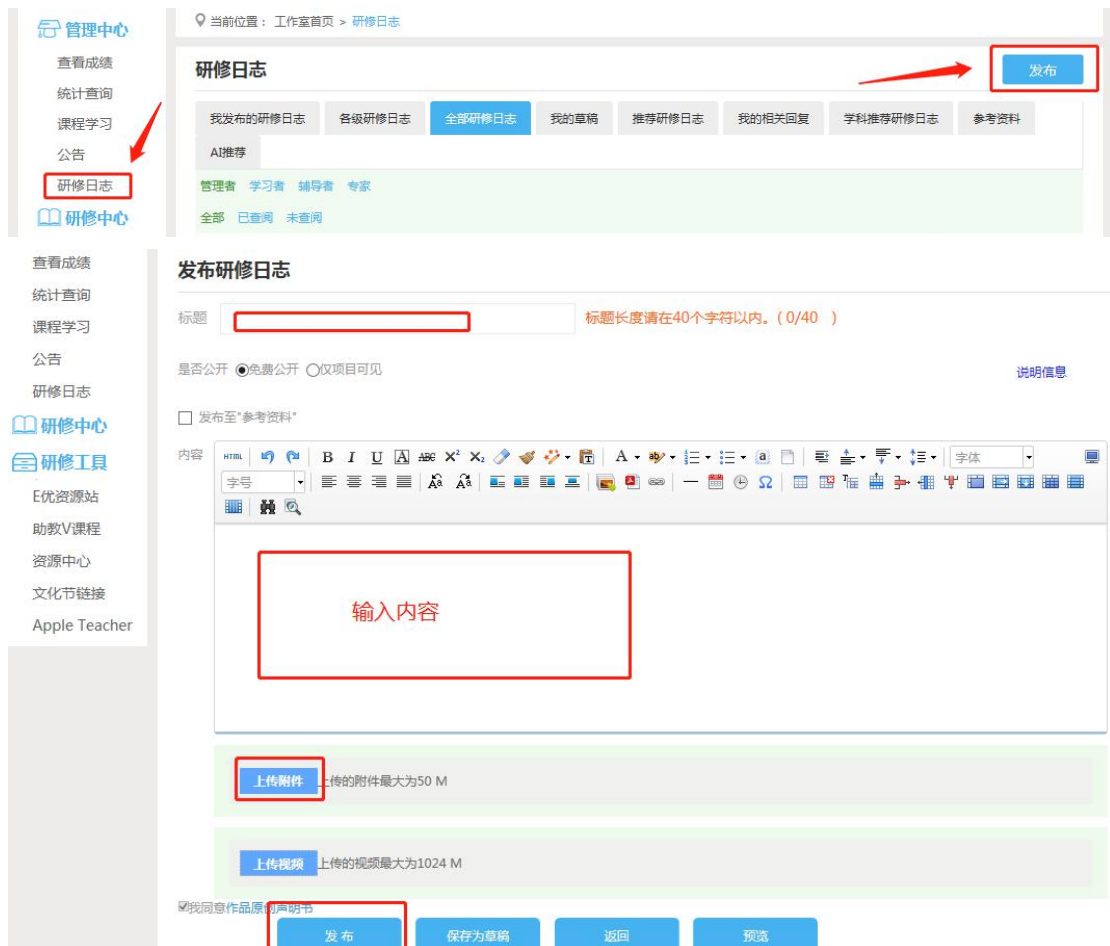 管理中心
查看成绩
统计查询
课程学习
公告
研修日志
研修中心
当前位置： 工作室首页 > 研修日志
研修日志
发布
我发布的研修日志 各级研修日志 全部研修日志 我的草稿 推荐研修日志 我的相关回复 学科推荐研修日志 参考资料
AI推荐
管理者 学习者 辅导者 专家
全部 已查阅 未查阅
查看成绩
统计查询
课程学习
公告
研修日志
研修中心
研修工具
E优资源站
助教V课程
资源中心
文化节链接
Apple Teacher
发布研修日志
标题 标题长度请在40个字符以内。( 0/40 )
是否公开 免费公开 仅项目可见 说明信息
发布至"参考资料"
内容 HTML B I U A ABC X² X₂ T A ab a 字体
字号 Ω
输入内容
上传附件 上传的附件最大为50 M
上传视频 上传的视频最大为1024 M
我同意作品原创声明书
发 布 保存为草稿 返回 预览